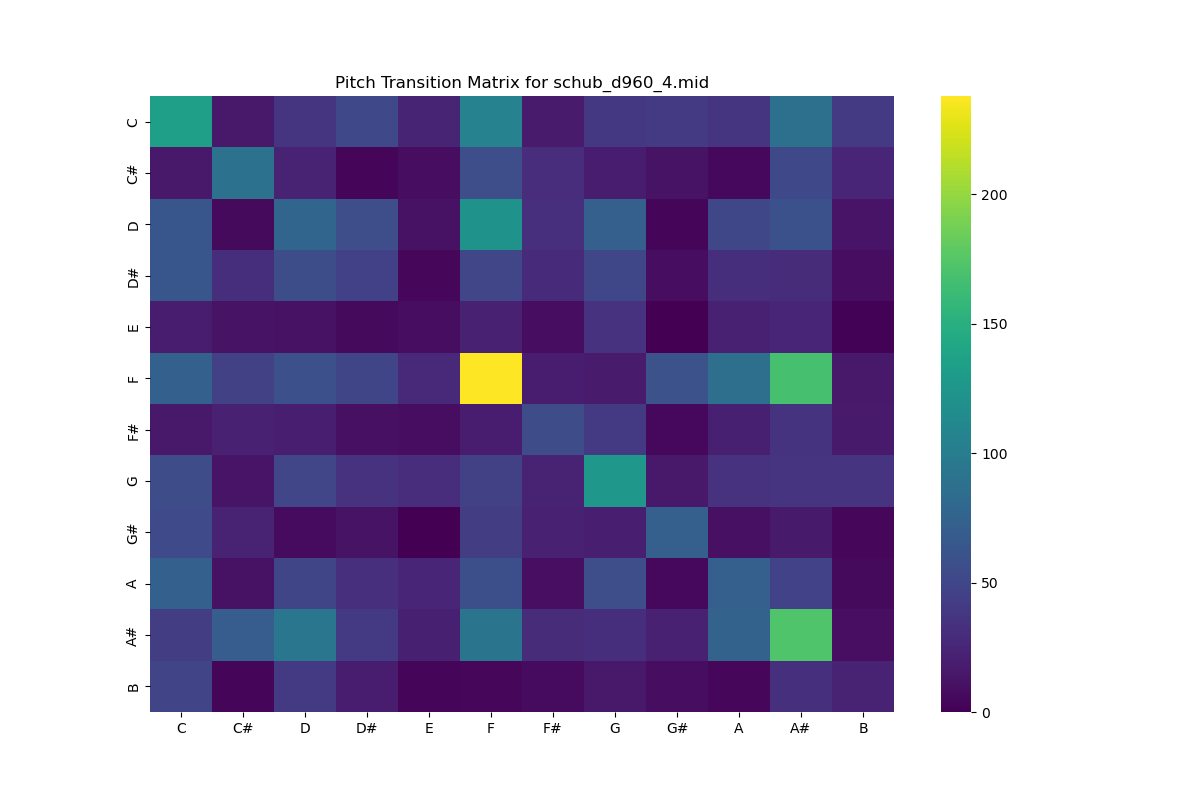 Pitch Transition Matrix for schub_d960_4.mid
C
C#
D
D#
E
F
F#
G
G#
A
A#
B
C C# D D# E F F# G G# A A# B
200
150
100
50
0